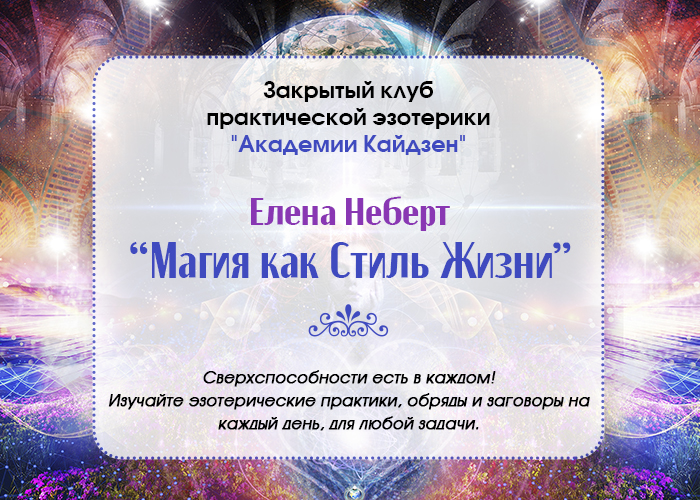 Закрытый клуб
практической эзотерики
"Академии Кайдзен"
Елена Неберт
“Магия как Стиль Жизни”
Сверхспособности есть в каждом!
Изучайте эзотерические практики, обряды и заговоры на
каждый день, для любой задачи.